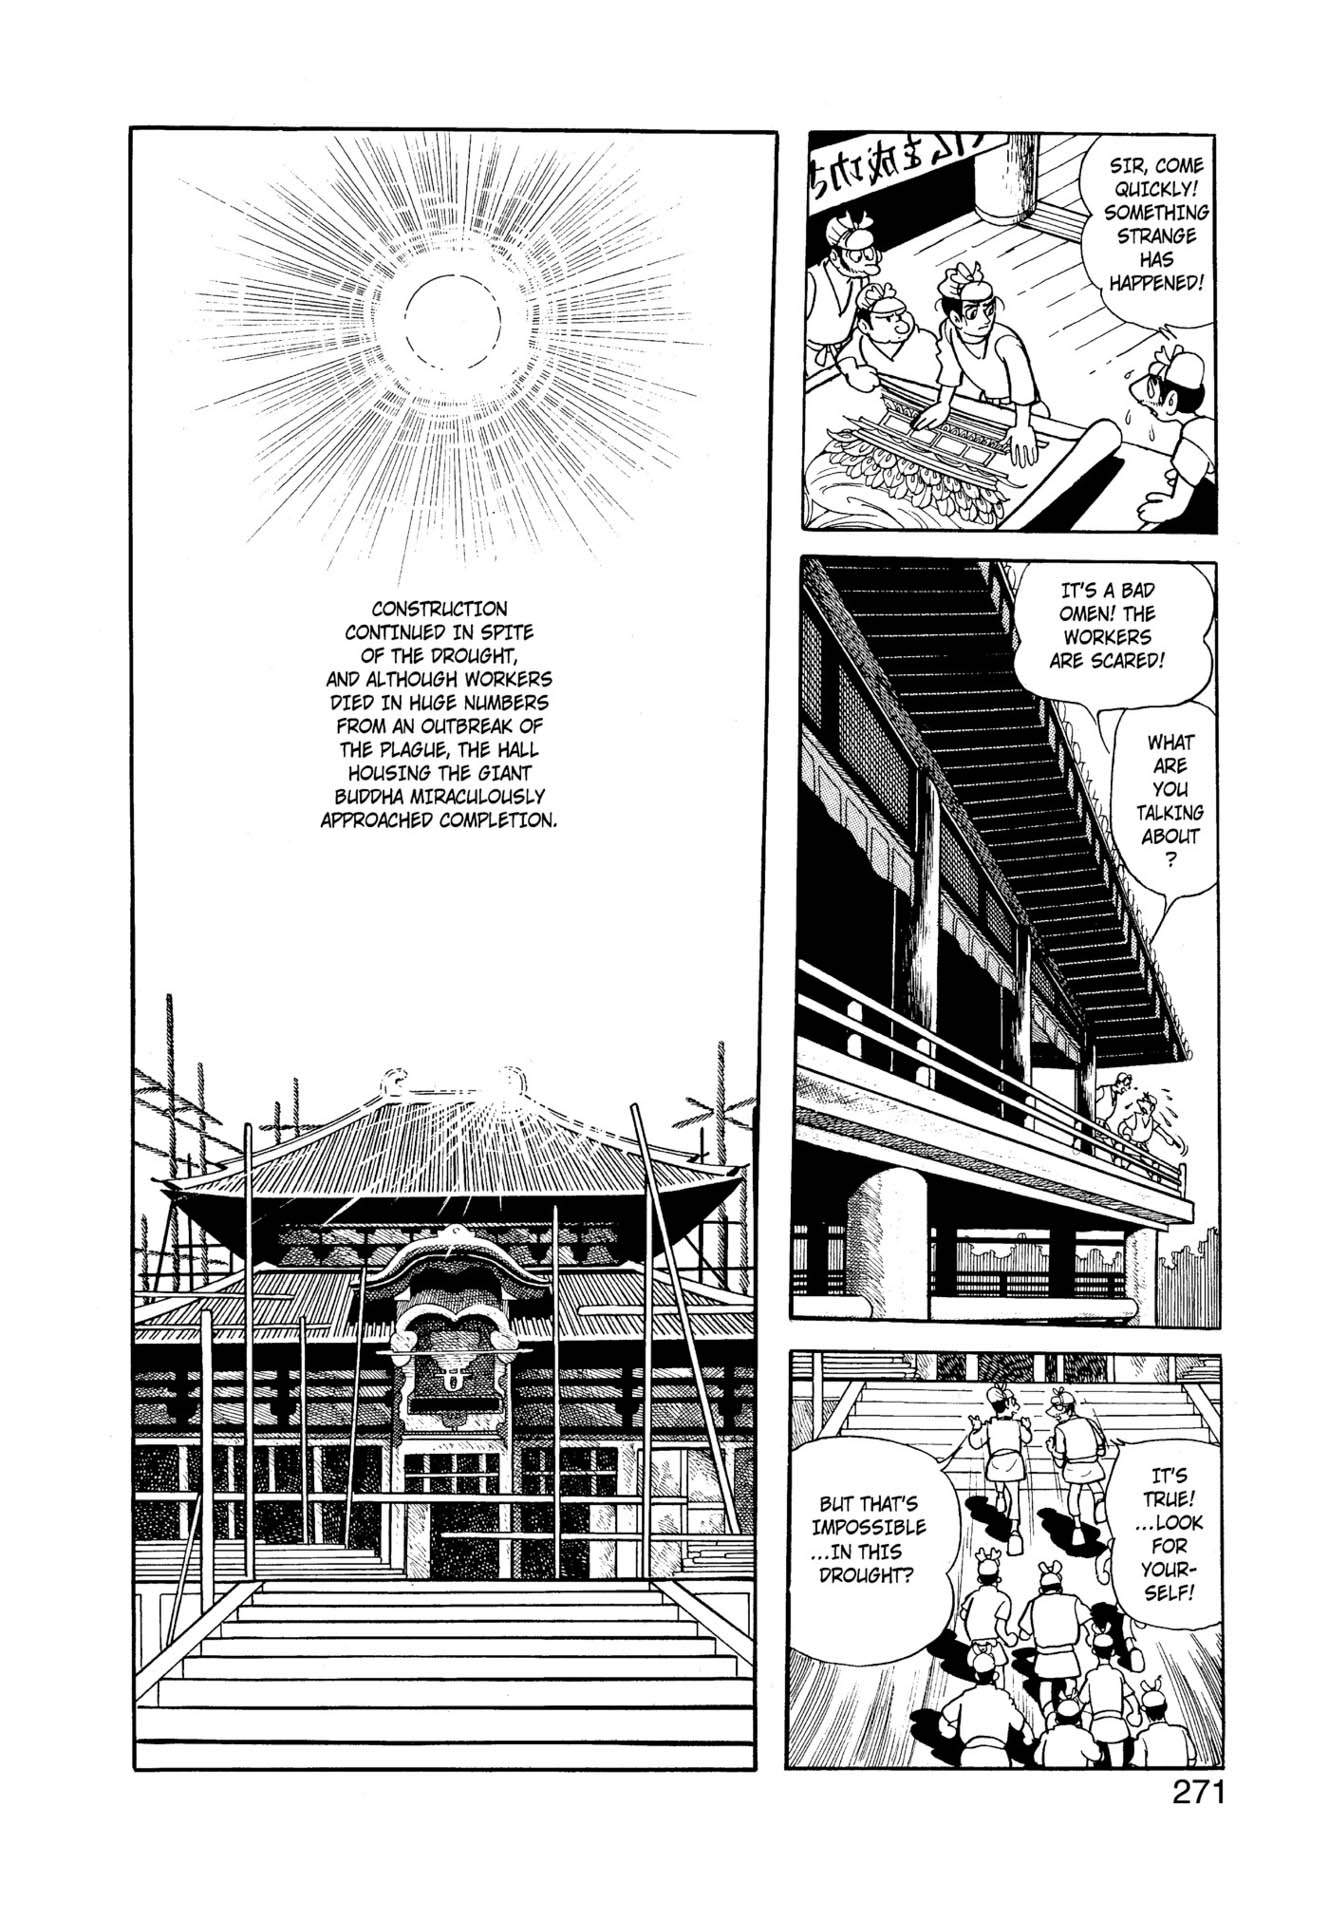 CONSTRUCTION
CONTINUED IN SPITE
OF THE DROUGHT,
AND ALTHOUGH WORKERS
DIED IN HUGE NUMBERS
FROM AN OUTBREAK OF
THE PLAGUE, THE HALL
HOUSING THE GIANT
BUDDHA MIRACULOUSLY
APPROACHED COMPLETION.
SIR, COME
QUICKLY!
SOMETHING
STRANGE
HAS
HAPPENED!
IT'S A BAD
OMEN! THE
WORKERS
ARE SCARED!
WHAT
ARE
YOU
TALKING
ABOUT
?
BUT THAT'S
IMPOSSIBLE
...IN THIS
DROUGHT?
IT'S
TRUE!
...LOOK
FOR
YOUR-
SELF!
271